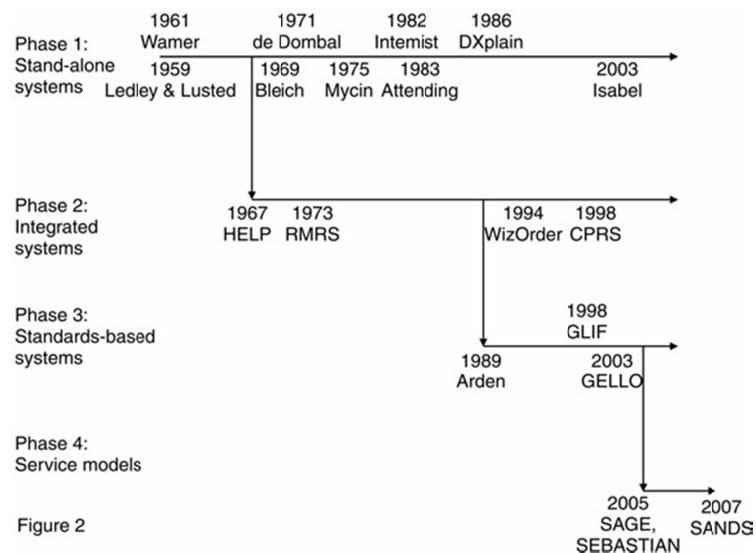 1961 1971 1982 1986
Phase 1: Wamer de Dombal Intemist DXplain
Stand-alone
systems 1959 1969 1975 1983 2003
Ledley & Lusted Bleich Mycin Attending Isabel
Phase 2:
Integrated 1967 1973 1994 1998
systems HELP RMRS WizOrder CPRS
Phase 3: 1998
Standards-based GLIF
systems 1989 2003
Arden GELLO
Phase 4:
Service models
2005 2007
Figure 2 SAGE, SANDS
SEBASTIAN